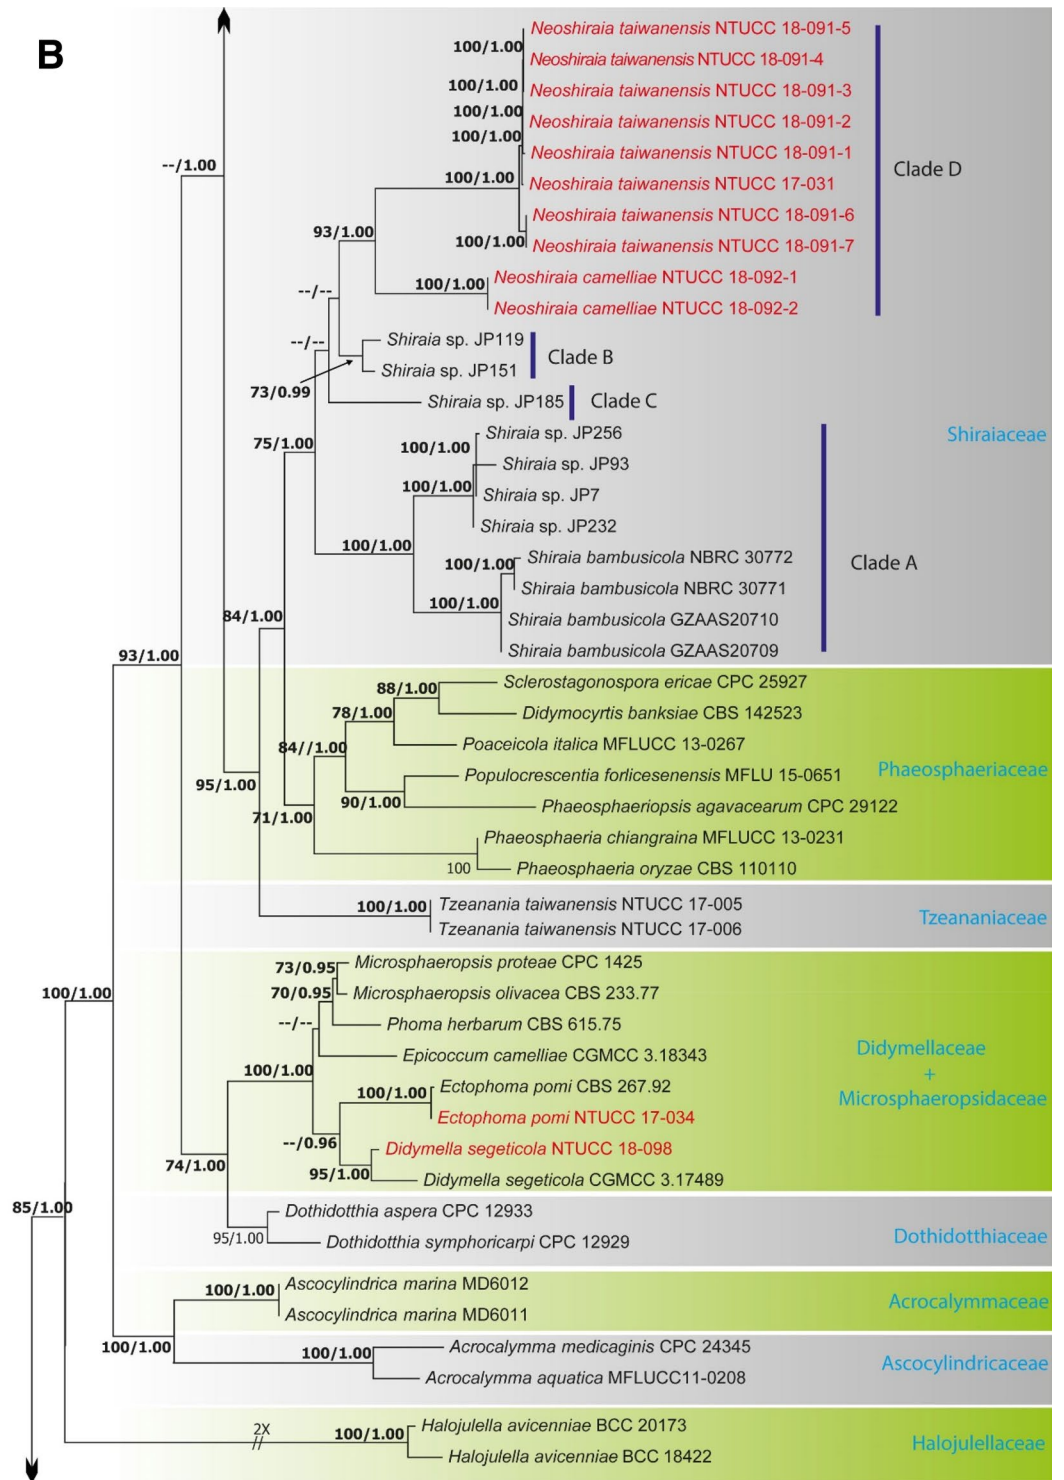 B
Neoshiraia taiwanensis NTUCC 18-091-5
100/1.00
Neoshiraia taiwanensis NTUCC 18-091-4
100/1.00
Neoshiraia taiwanensis NTUCC 18-091-3
100/1.00
Neoshiraia taiwanensis NTUCC 18-091-2
100/1.00
Neoshiraia taiwanensis NTUCC 18-091-1
--/1.00
Clade D
100/1.00
Neoshiraia taiwanensis NTUCC 17-031
Neoshiraia taiwanensis NTUCC 18-091-6
93/1.00
100/1.00
Neoshiraia taiwanensis NTUCC 18-091-7
Neoshiraia camelliae NTUCC 18-092-1
100/1.00
--/--
Neoshiraia camelliae NTUCC 18-092-2
--/--
Shiraia sp. JP119
Clade B
Shiraia sp. JP151
73/0.99
Shiraia sp. JP185
Clade C
Shiraia sp. JP256
Shiraiaceae
75/1.00
100/1.00
Shiraia sp. JP93
100/1.00
Shiraia sp. JP7
Shiraia sp. JP232
100/1.00
Shiraia bambusicola NBRC 30772
100/1.00
Clade A
Shiraia bambusicola NBRC 30771
100/1.00
84/1.00
Shiraia bambusicola GZAAS20710
Shiraia bambusicola GZAAS20709
93/1.00
Sclerostagonospora ericae CPC 25927
88/1.00
78/1.00
Didymocyrtis banksiae CBS 142523
84//1.00
Poaceicola italica MFLUCC 13-0267
Phaeosphaeriaceae
95/1.00
Populocrescentia forlicesenensis MFLU 15-0651
90/1.00
Phaeosphaeriopsis agavacearum CPC 29122
71/1.00
Phaeosphaeria chiangraina MFLUCC 13-0231
100
Phaeosphaeria oryzae CBS 110110
100/1.00
Tzeanania taiwanensis NTUCC 17-005
Tzeananiaceae
Tzeanania taiwanensis NTUCC 17-006
73/0.95
Microsphaeropsis proteae CPC 1425
100/1.00
70/0.95
Microsphaeropsis olivacea CBS 233.77
--/--
Phoma herbarum CBS 615.75
Epicoccum camelliae CGMCC 3.18343
Didymellaceae
+
Microsphaeropsidaceae
100/1.00
100/1.00
Ectophoma pomi CBS 267.92
Ectophoma pomi NTUCC 17-034
--/0.96
Didymella segeticola NTUCC 18-098
74/1.00
95/1.00
Didymella segeticola CGMCC 3.17489
85/1.00
Dothidotthia aspera CPC 12933
95/1.00
Dothidotthia symphoricarpi CPC 12929
Dothidotthiaceae
100/1.00
Ascocylindrica marina MD6012
Acrocalymmaceae
Ascocylindrica marina MD6011
100/1.00
100/1.00
Acrocalymma medicaginis CPC 24345
Ascocylindricaceae
Acrocalymma aquatica MFLUCC11-0208
2X
100/1.00
Halojulella avicenniae BCC 20173
Halojulellaceae
Halojulella avicenniae BCC 18422